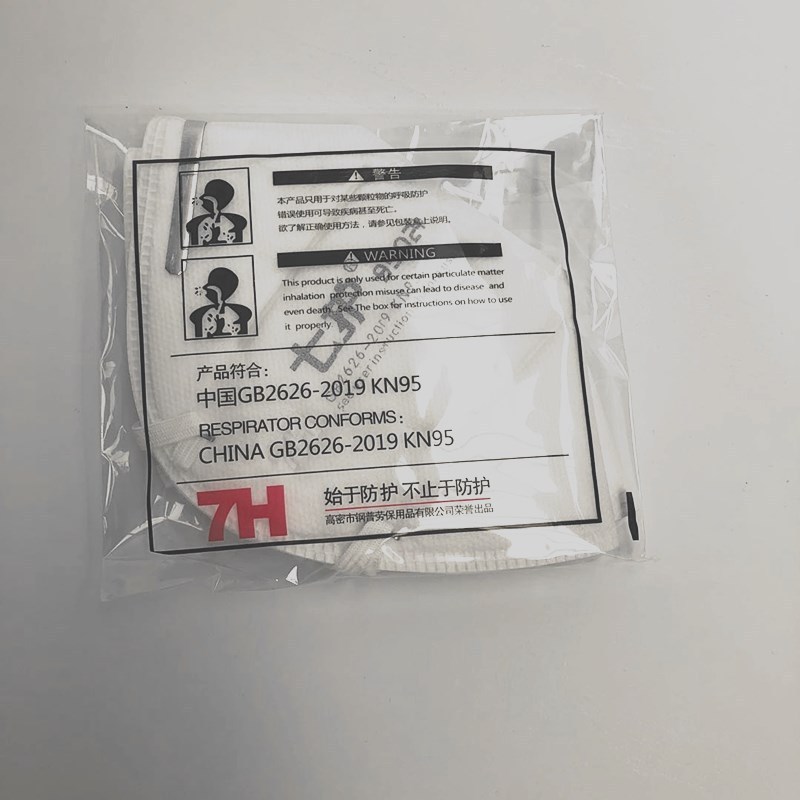 警告
本产品只用于对某些颗粒物的呼吸防护
错误使用可导致疾病甚至死亡。
欲了解正确使用方法，请参见包装盒上说明。
WARNING
This product is only used for certain particulate matter
inhalation protection misuse can lead to disease and
even death. See The box for instructions on how to use
it properly.
产品符合：
中国GB2626-2019 KN95
RESPIRATOR CONFORMS:
CHINA GB2626-2019 KN95
7H
始于防护 不止于防护
高密市钢普劳保用品有限公司荣誉出品
七洲
2626-2019